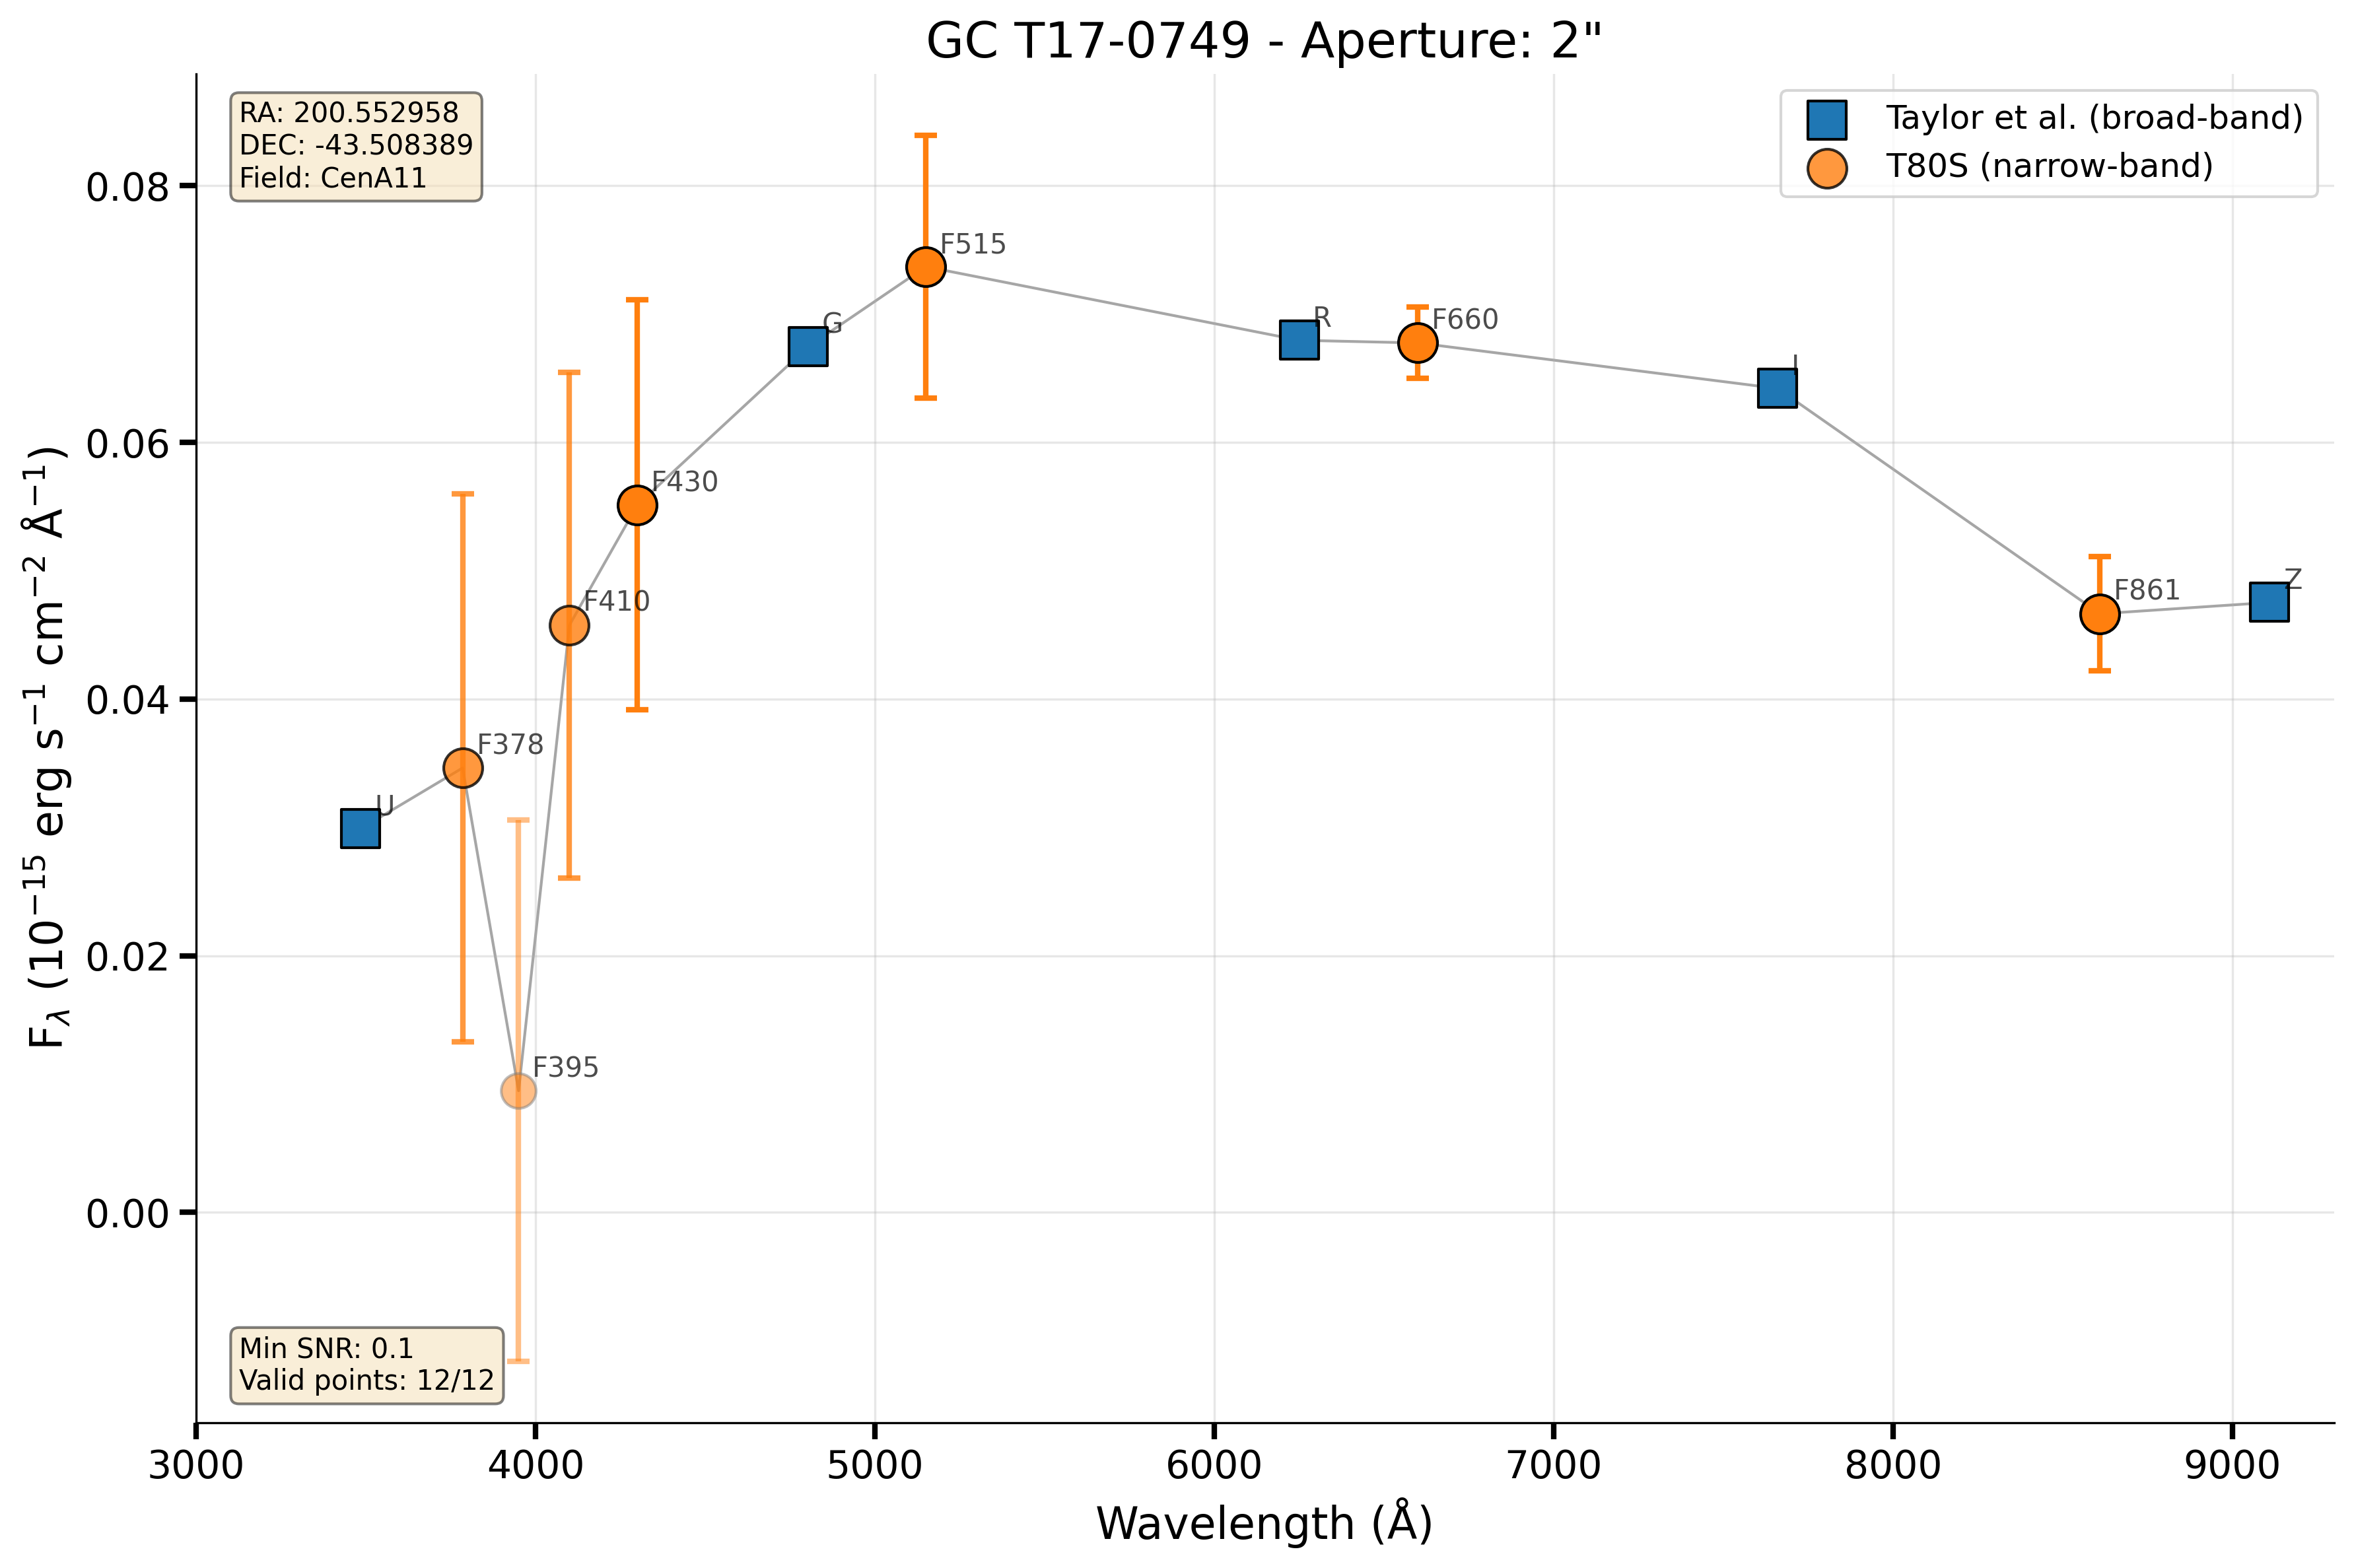 GC T17-0749 - Aperture: 2"
RA: 200.552958
DEC: -43.508389
Field: CenA11
Taylor et al. (broad-band)
T80S (narrow-band)
F515
G
R
F660
I
F430
F410
F861
Z
F378
U
F395
0.08
0.06
0.04
0.02
0.00
F_λ (10⁻¹⁵ erg s⁻¹ cm⁻² Å⁻¹)
Min SNR: 0.1
Valid points: 12/12
3000 4000 5000 6000 7000 8000 9000
Wavelength (Å)